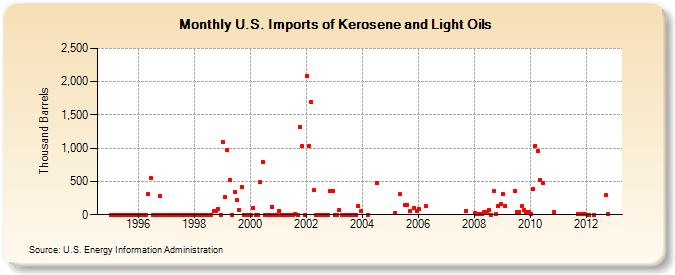 Monthly U.S. Imports of Kerosene and Light Oils
Thousand Barrels
2,500
2,000
1,500
1,000
500
0
1996 1998 2000 2002 2004 2006 2008 2010 2012
Source: U.S. Energy Information Administration